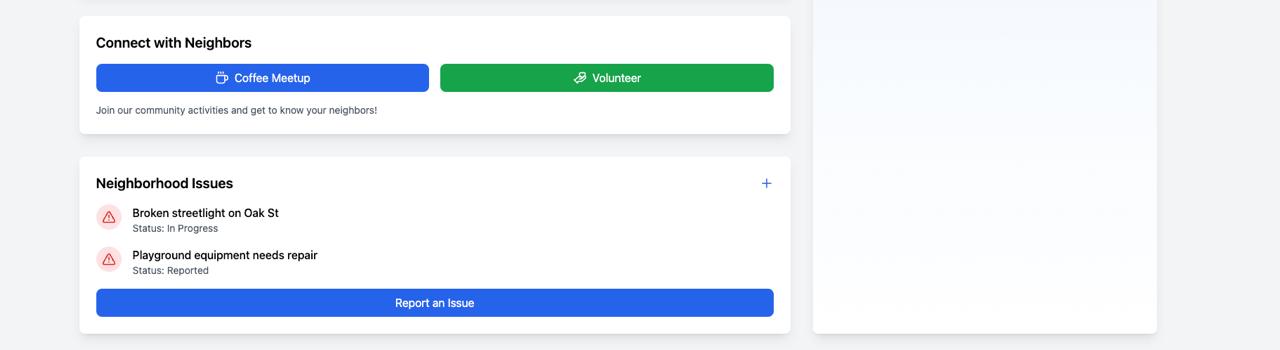 Connect with Neighbors
Coffee Meetup
Volunteer
Join our community activities and get to know your neighbors!
Neighborhood Issues
Broken streetlight on Oak St
Status: In Progress
Playground equipment needs repair
Status: Reported
Report an Issue